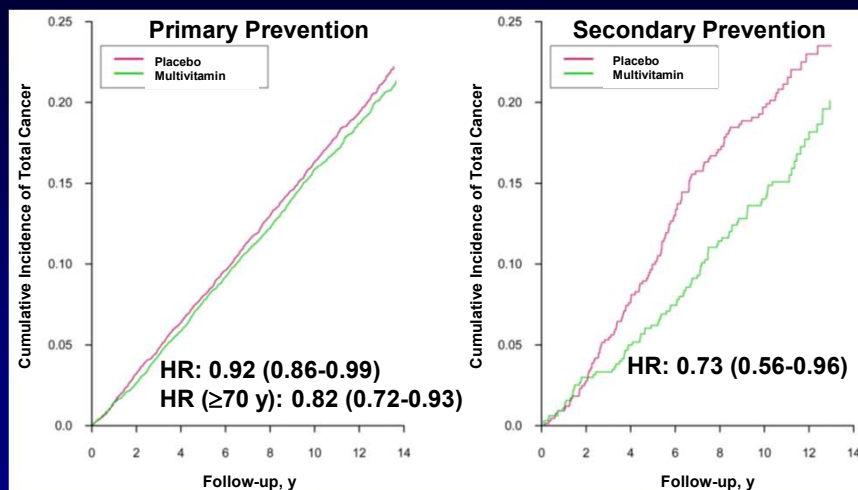 Primary Prevention
Placebo
Multivitamin
Cumulative Incidence of Total Cancer
0.25
0.20
0.15
0.10
0.05
0.0
HR: 0.92 (0.86-0.99)
HR (≥70 y): 0.82 (0.72-0.93)
0 2 4 6 8 10 12 14
Follow-up, y
Secondary Prevention
Placebo
Multivitamin
Cumulative Incidence of Total Cancer
0.25
0.20
0.15
0.10
0.05
0.0
HR: 0.73 (0.56-0.96)
0 2 4 6 8 10 12 14
Follow-up, y